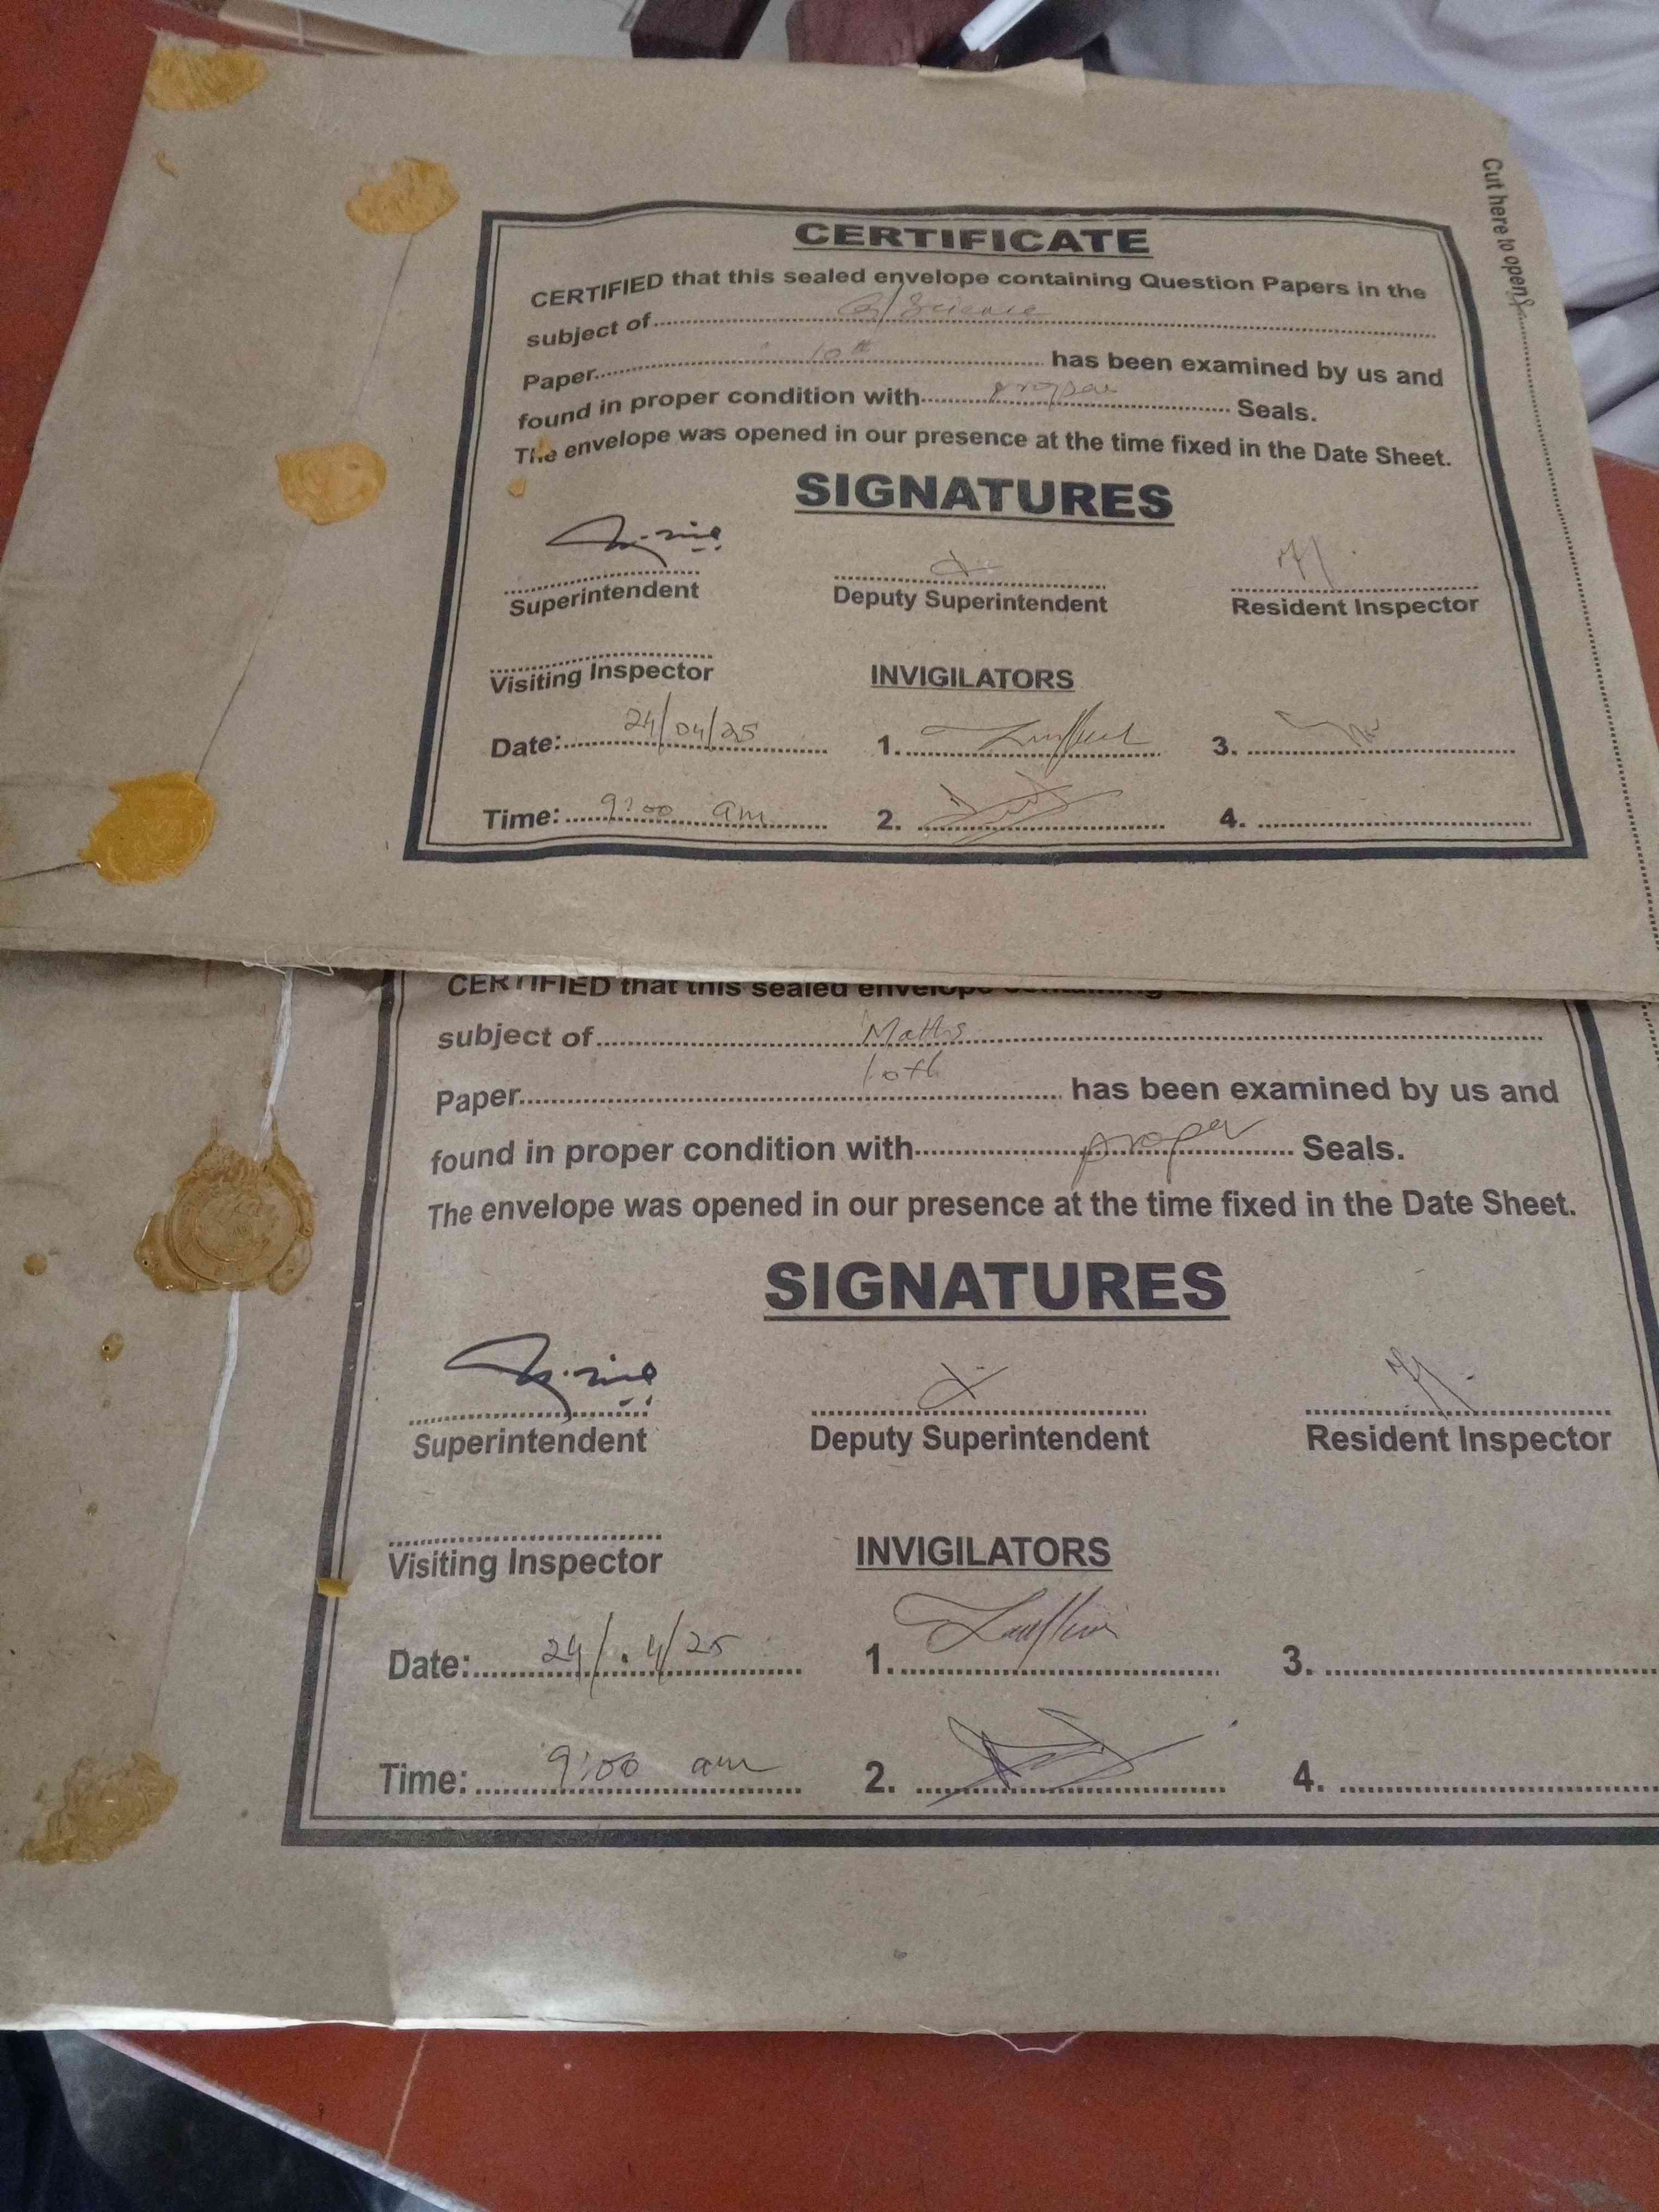 Cut here to open
CERTIFICATE
CERTIFIED that this sealed envelope containing Question Papers in the
subject of G/Science
Paper 10th has been examined by us and
found in proper condition with proper Seals.
The envelope was opened in our presence at the time fixed in the Date Sheet.
SIGNATURES
Superintendent Deputy Superintendent Resident Inspector
Visiting Inspector INVIGILATORS
Date: 24/04/25 1. 3.
Time: 9:00 am 2. 4.
CERTIFIED that this sealed envelope
subject of Maths
Paper 10th has been examined by us and
found in proper condition with proper Seals.
The envelope was opened in our presence at the time fixed in the Date Sheet.
SIGNATURES
Superintendent Deputy Superintendent Resident Inspector
Visiting Inspector INVIGILATORS
Date: 24/.4/25 1. 3.
Time: 9:00 am 2. 4.